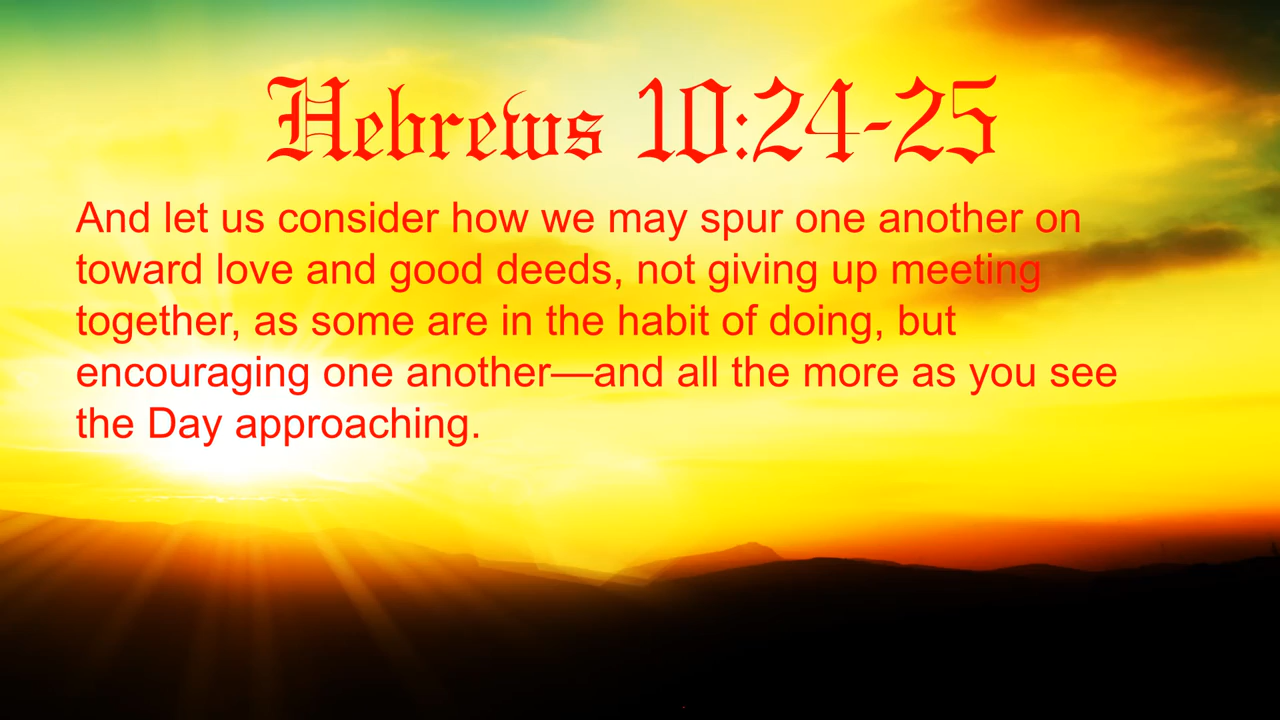 Hebrews 10:24-25
And let us consider how we may spur one another on
toward love and good deeds, not giving up meeting
together, as some are in the habit of doing, but
encouraging one another—and all the more as you see
the Day approaching.